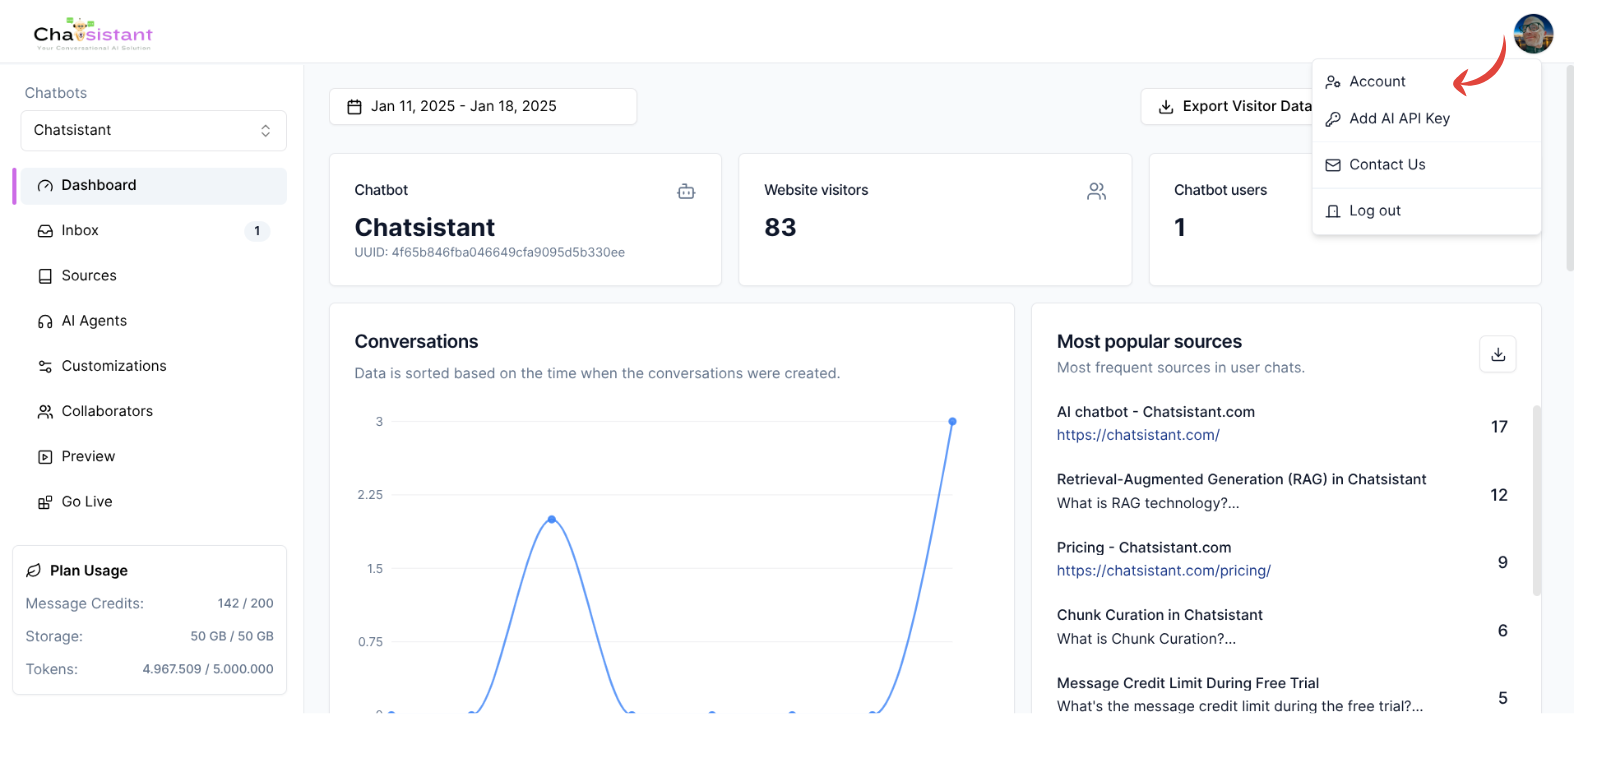 Chatsistant
Your Conversational AI Solution
Account
Add AI API Key
Contact Us
Log out
Chatbots
Chatsistant
Dashboard
Inbox
1
Sources
AI Agents
Customizations
Collaborators
Preview
Go Live
Plan Usage
Message Credits: 142 / 200
Storage: 50 GB / 50 GB
Tokens: 4.967.509 / 5.000.000
Jan 11, 2025 - Jan 18, 2025
Export Visitor Data
Chatbot
Chatsistant
UUID: 4f65b846fba046649cfa9095d5b330ee
Website visitors
83
Chatbot users
1
Conversations
Data is sorted based on the time when the conversations were created.
3
2.25
1.5
0.75
0
Most popular sources
Most frequent sources in user chats.
AI chatbot - Chatsistant.com
https://chatsistant.com/
17
Retrieval-Augmented Generation (RAG) in Chatsistant
What is RAG technology?...
12
Pricing - Chatsistant.com
https://chatsistant.com/pricing/
9
Chunk Curation in Chatsistant
What is Chunk Curation?...
6
Message Credit Limit During Free Trial
What's the message credit limit during the free trial?...
5